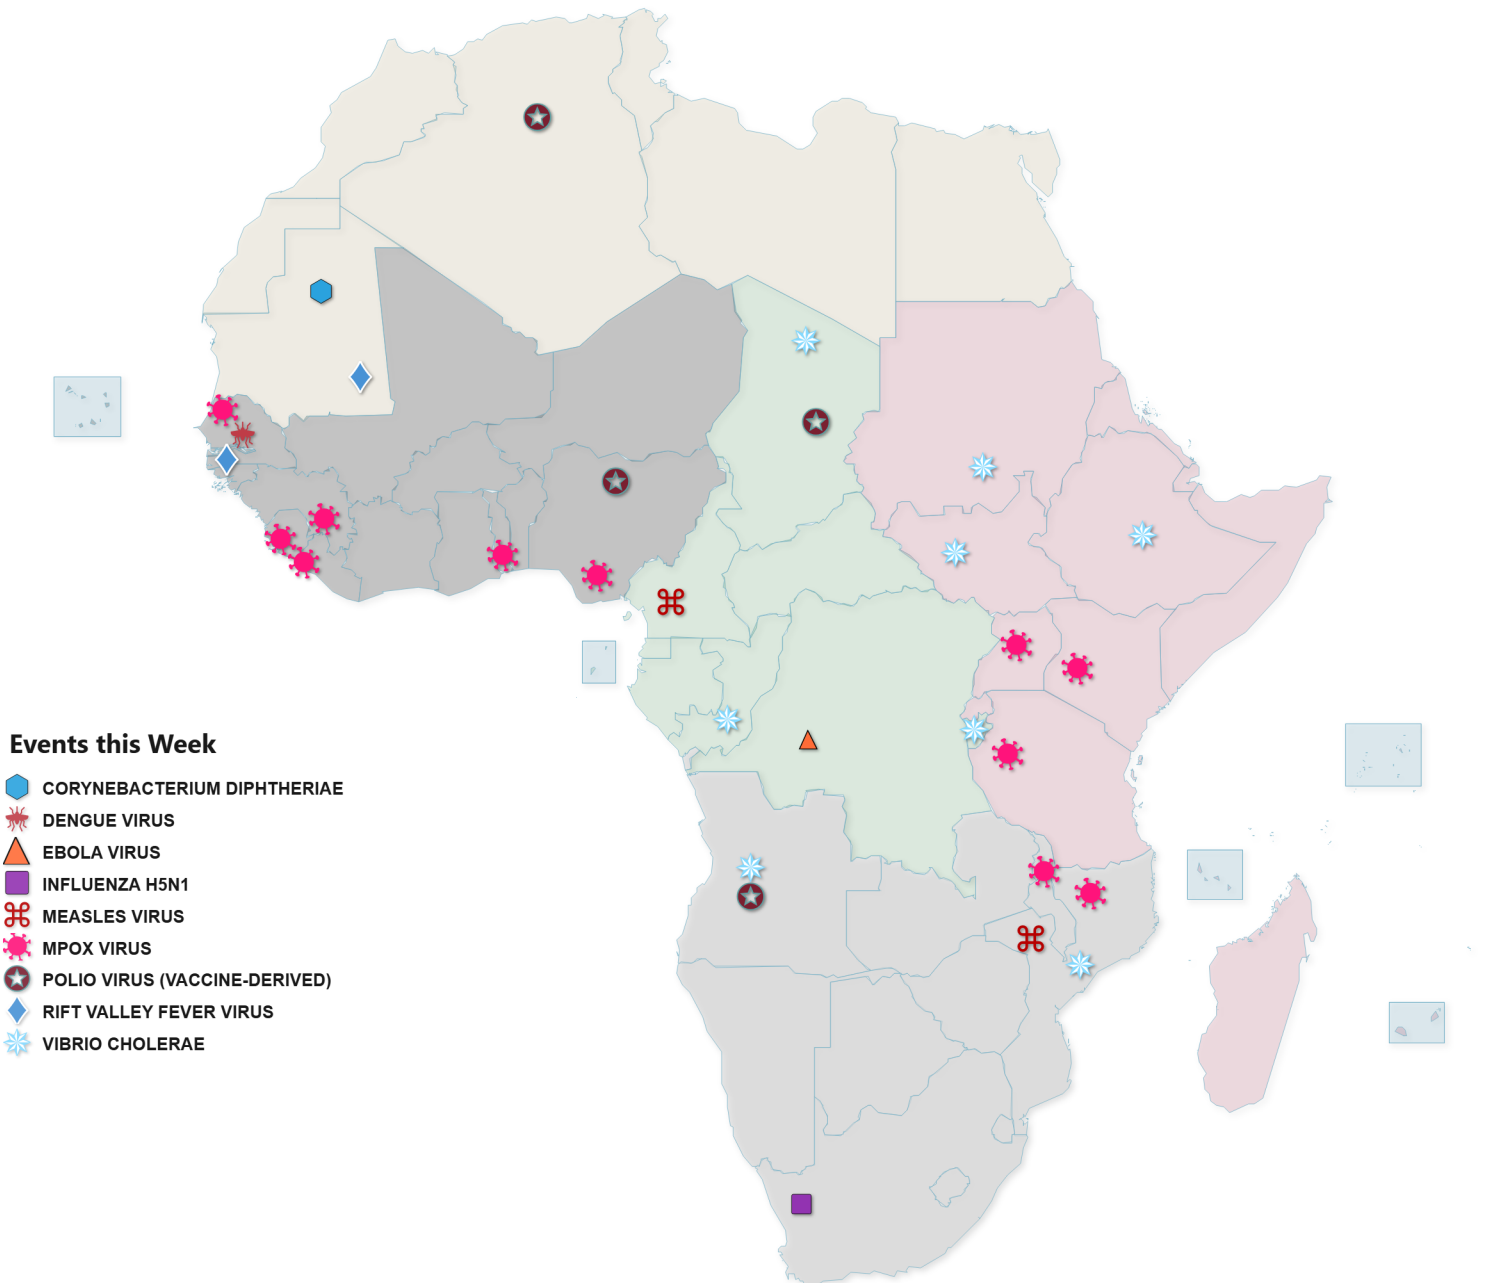 Events this Week
CORYNEBACTERIUM DIPHTHERIAE
DENGUE VIRUS
EBOLA VIRUS
INFLUENZA H5N1
MEASLES VIRUS
MPOX VIRUS
POLIO VIRUS (VACCINE-DERIVED)
RIFT VALLEY FEVER VIRUS
VIBRIO CHOLERAE